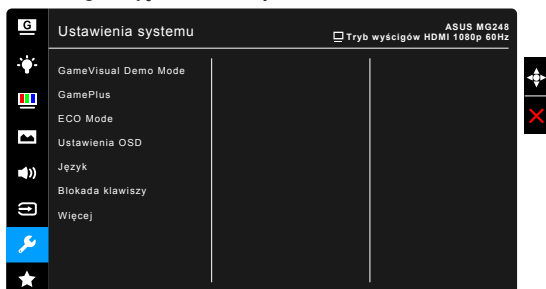 G
Ustawienia systemu
ASUS MG248
Tryb wyścigów HDMI 1080p 60Hz
GameVisual Demo Mode
GamePlus
ECO Mode
Ustawienia OSD
Język
Blokada klawiszy
Więcej